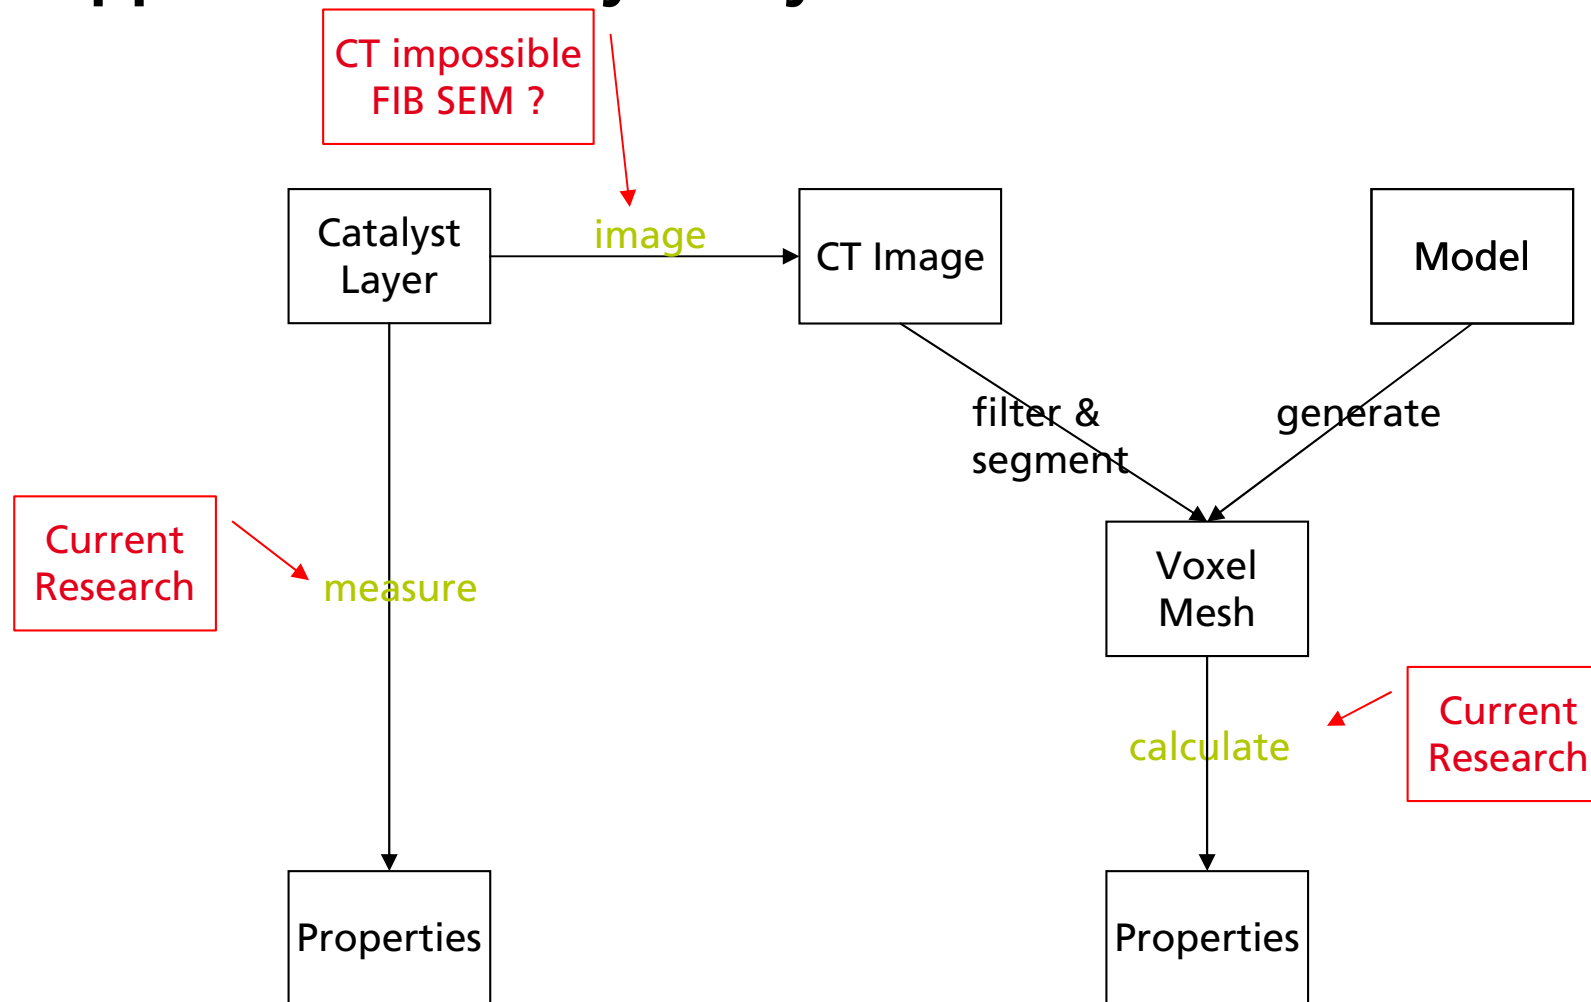 CT impossible
FIB SEM ?
Catalyst
Layer
image
CT Image
Model
filter &
segment
generate
Current
Research
measure
Voxel
Mesh
calculate
Current
Research
Properties
Properties